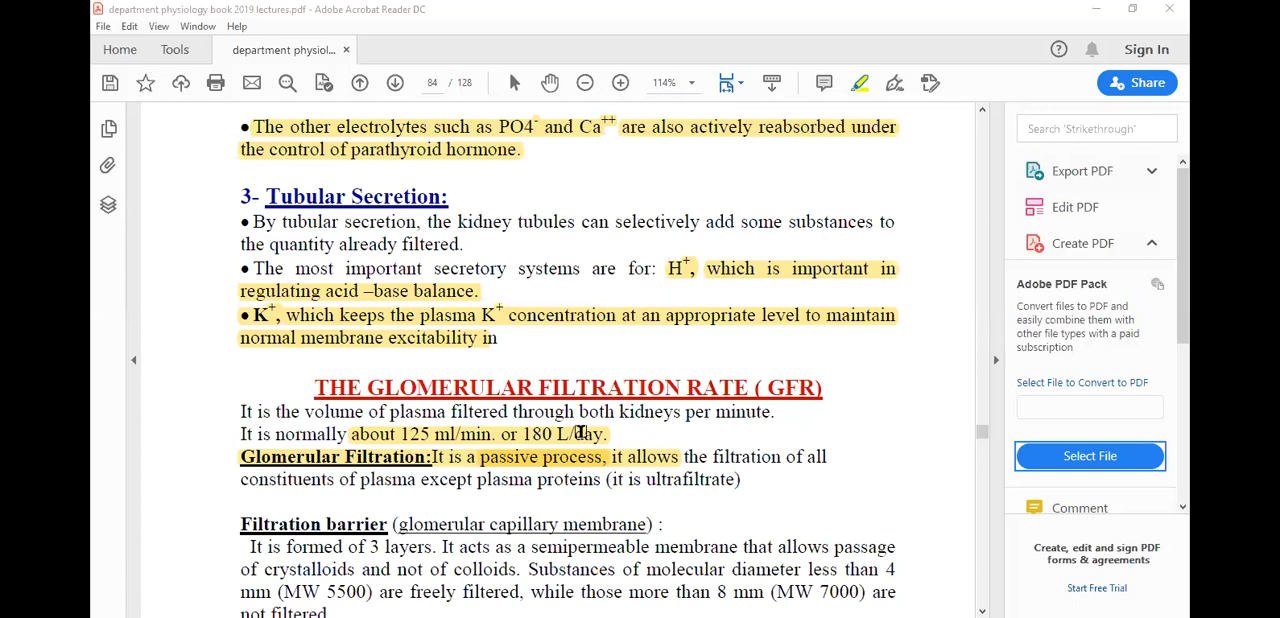 department physiology book 2019 lectures.pdf - Adobe Acrobat Reader DC
File Edit View Window Help
Home Tools department physiol... × Sign In
84 / 128 114% Share
• The other electrolytes such as PO4- and Ca++ are also actively reabsorbed under
the control of parathyroid hormone.
3- Tubular Secretion:
• By tubular secretion, the kidney tubules can selectively add some substances to
the quantity already filtered.
• The most important secretory systems are for: H+, which is important in
regulating acid –base balance.
• K+, which keeps the plasma K+ concentration at an appropriate level to maintain
normal membrane excitability in
THE GLOMERULAR FILTRATION RATE ( GFR)
It is the volume of plasma filtered through both kidneys per minute.
It is normally about 125 ml/min. or 180 L/day.
Glomerular Filtration:It is a passive process, it allows the filtration of all
constituents of plasma except plasma proteins (it is ultrafiltrate)
Filtration barrier (glomerular capillary membrane) :
It is formed of 3 layers. It acts as a semipermeable membrane that allows passage
of crystalloids and not of colloids. Substances of molecular diameter less than 4
mm (MW 5500) are freely filtered, while those more than 8 mm (MW 7000) are
not filtered.
Search 'Strikethrough'
Export PDF
Edit PDF
Create PDF
Adobe PDF Pack
Convert files to PDF and
easily combine them with
other file types with a paid
subscription
Select File to Convert to PDF
Select File
Comment
Create, edit and sign PDF
forms & agreements
Start Free Trial